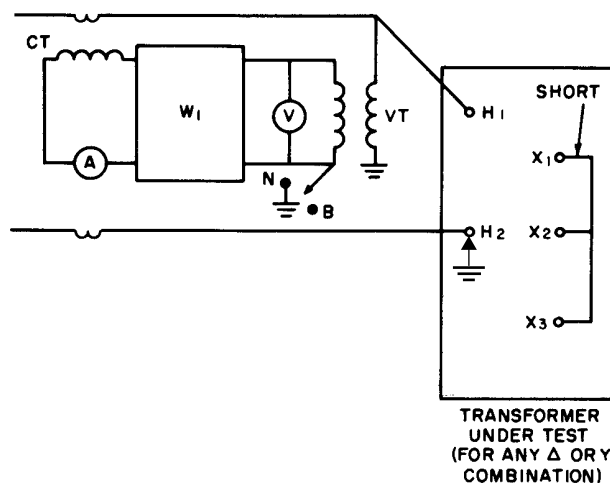 CT
W1
A
V
VT
N
B
H1
H2
SHORT
X1
X2
X3
TRANSFORMER
UNDER TEST
(FOR ANY Δ OR Y
COMBINATION)